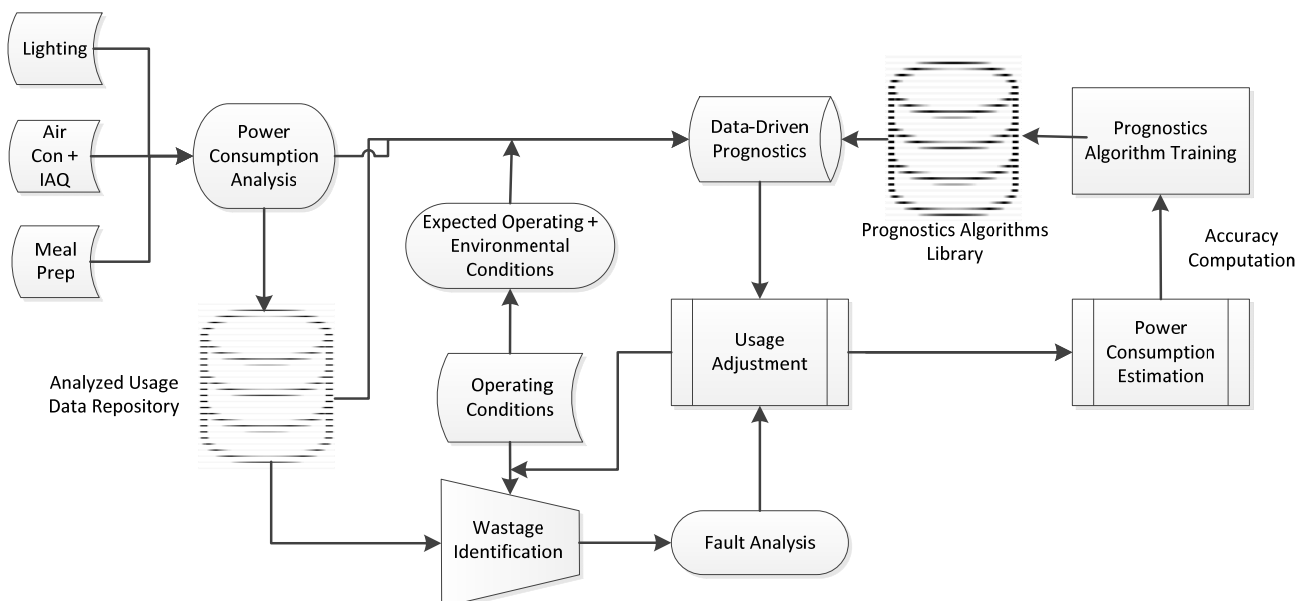 Lighting
Air
Con +
IAQ
Meal
Prep
Power
Consumption
Analysis
Analyzed Usage
Data Repository
Expected Operating +
Environmental
Conditions
Operating
Conditions
Wastage
Identification
Fault Analysis
Data-Driven
Prognostics
Usage
Adjustment
Prognostics Algorithms
Library
Prognostics
Algorithm Training
Accuracy
Computation
Power
Consumption
Estimation